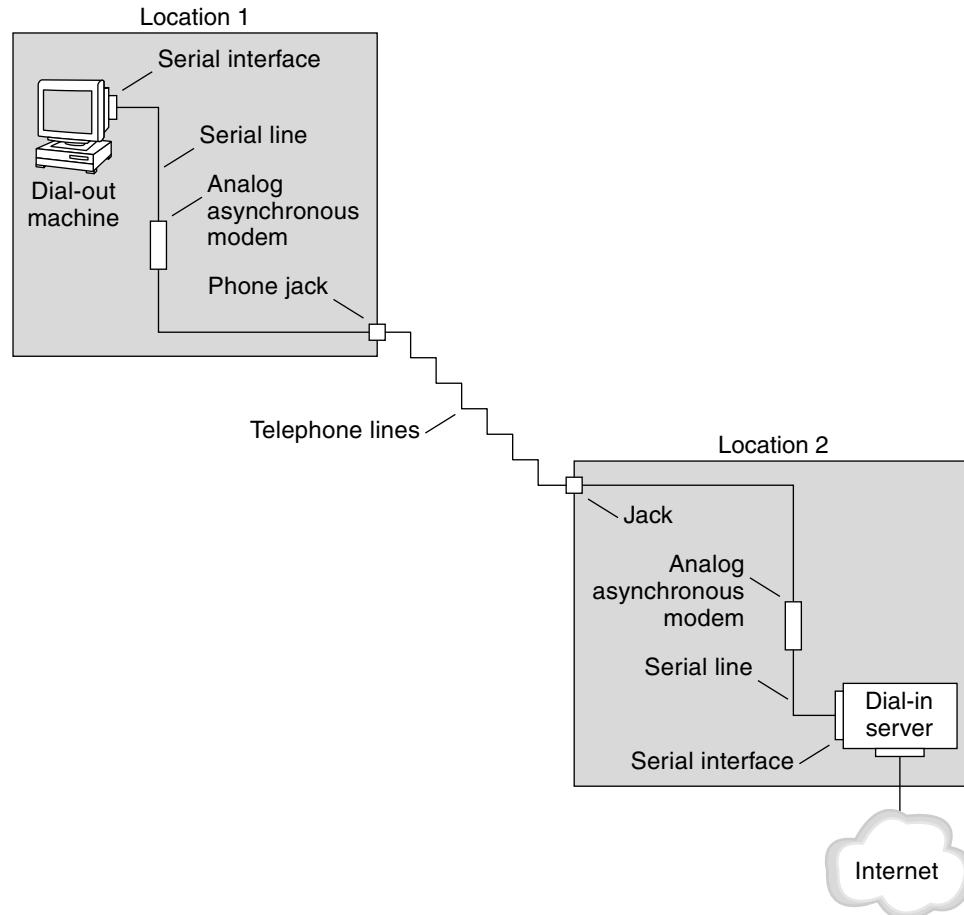 Location 1
Serial interface
Serial line
Dial-out
machine
Analog
asynchronous
modem
Phone jack
Telephone lines
Location 2
Jack
Analog
asynchronous
modem
Serial line
Dial-in
server
Serial interface
Internet